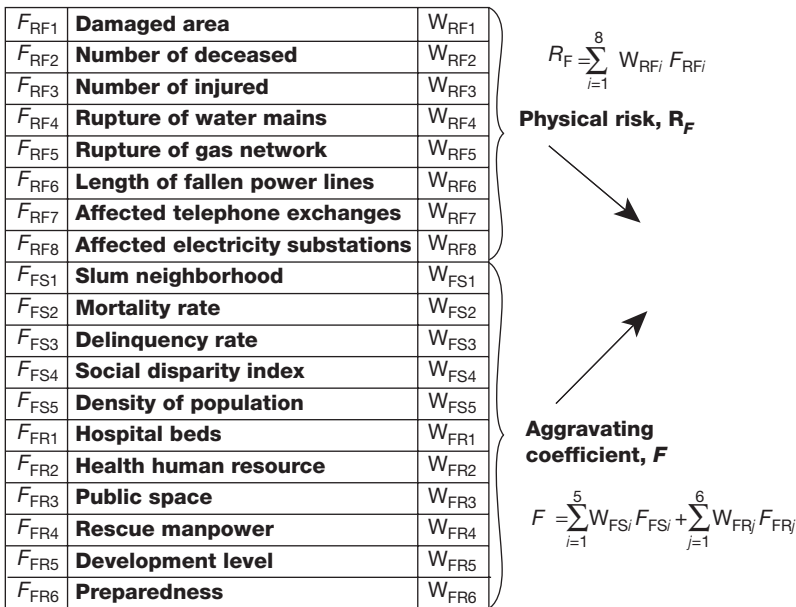 F_RF1 Damaged area W_RF1
F_RF2 Number of deceased W_RF2
F_RF3 Number of injured W_RF3
F_RF4 Rupture of water mains W_RF4
F_RF5 Rupture of gas network W_RF5
F_RF6 Length of fallen power lines W_RF6
F_RF7 Affected telephone exchanges W_RF7
F_RF8 Affected electricity substations W_RF8
F_FS1 Slum neighborhood W_FS1
F_FS2 Mortality rate W_FS2
F_FS3 Delinquency rate W_FS3
F_FS4 Social disparity index W_FS4
F_FS5 Density of population W_FS5
F_FR1 Hospital beds W_FR1
F_FR2 Health human resource W_FR2
F_FR3 Public space W_FR3
F_FR4 Rescue manpower W_FR4
F_FR5 Development level W_FR5
F_FR6 Preparedness W_FR6
R_F = ∑_{i=1}^{8} W_RFi F_RFi
Physical risk, R_F
Aggravating
coefficient, F
F = ∑_{i=1}^{5} W_FSi F_FSi + ∑_{j=1}^{6} W_FRj F_FRj